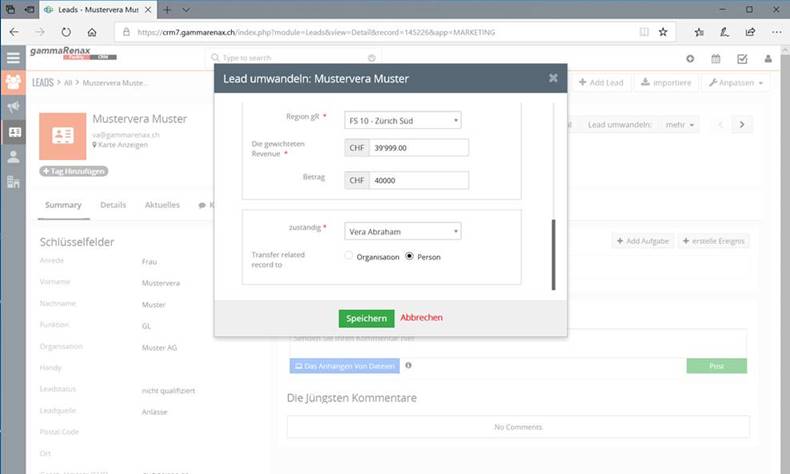 Leads - Mustervera Mus
https://crm7.gammarenax.ch/index.php?module=Leads&view=Detail&record=145226&app=MARKETING
gammaRenax
Facility CRM
Type to search
LEADS > All > Mustervera Muste...
+ Add Lead
importiere
Anpassen
Mustervera Muster
va@gammarenax.ch
Karte Anzeigen
+ Tag Hinzufügen
Lead umwandeln:
mehr
Summary
Details
Aktuelles
Schlüsselfelder
Anrede Frau
Vorname Mustervera
Nachname Muster
Funktion GL
Organisation Muster AG
Handy
Leadstatus nicht qualifiziert
Leadquelle Anlässe
Postal Code
Ort
Lead umwandeln: Mustervera Muster
Region gR * FS 10 - Zürich Süd
Die gewichteten
Revenue * CHF 39'999.00
Betrag CHF 40000
zuständig * Vera Abraham
Transfer related
record to
Organisation Person
Speichern Abbrechen
+ Add Aufgabe
+ erstelle Ereignis
Senden Sie Ihren Kommentar hier
Das Anhängen Von Dateien
Post
Die Jüngsten Kommentare
No Comments